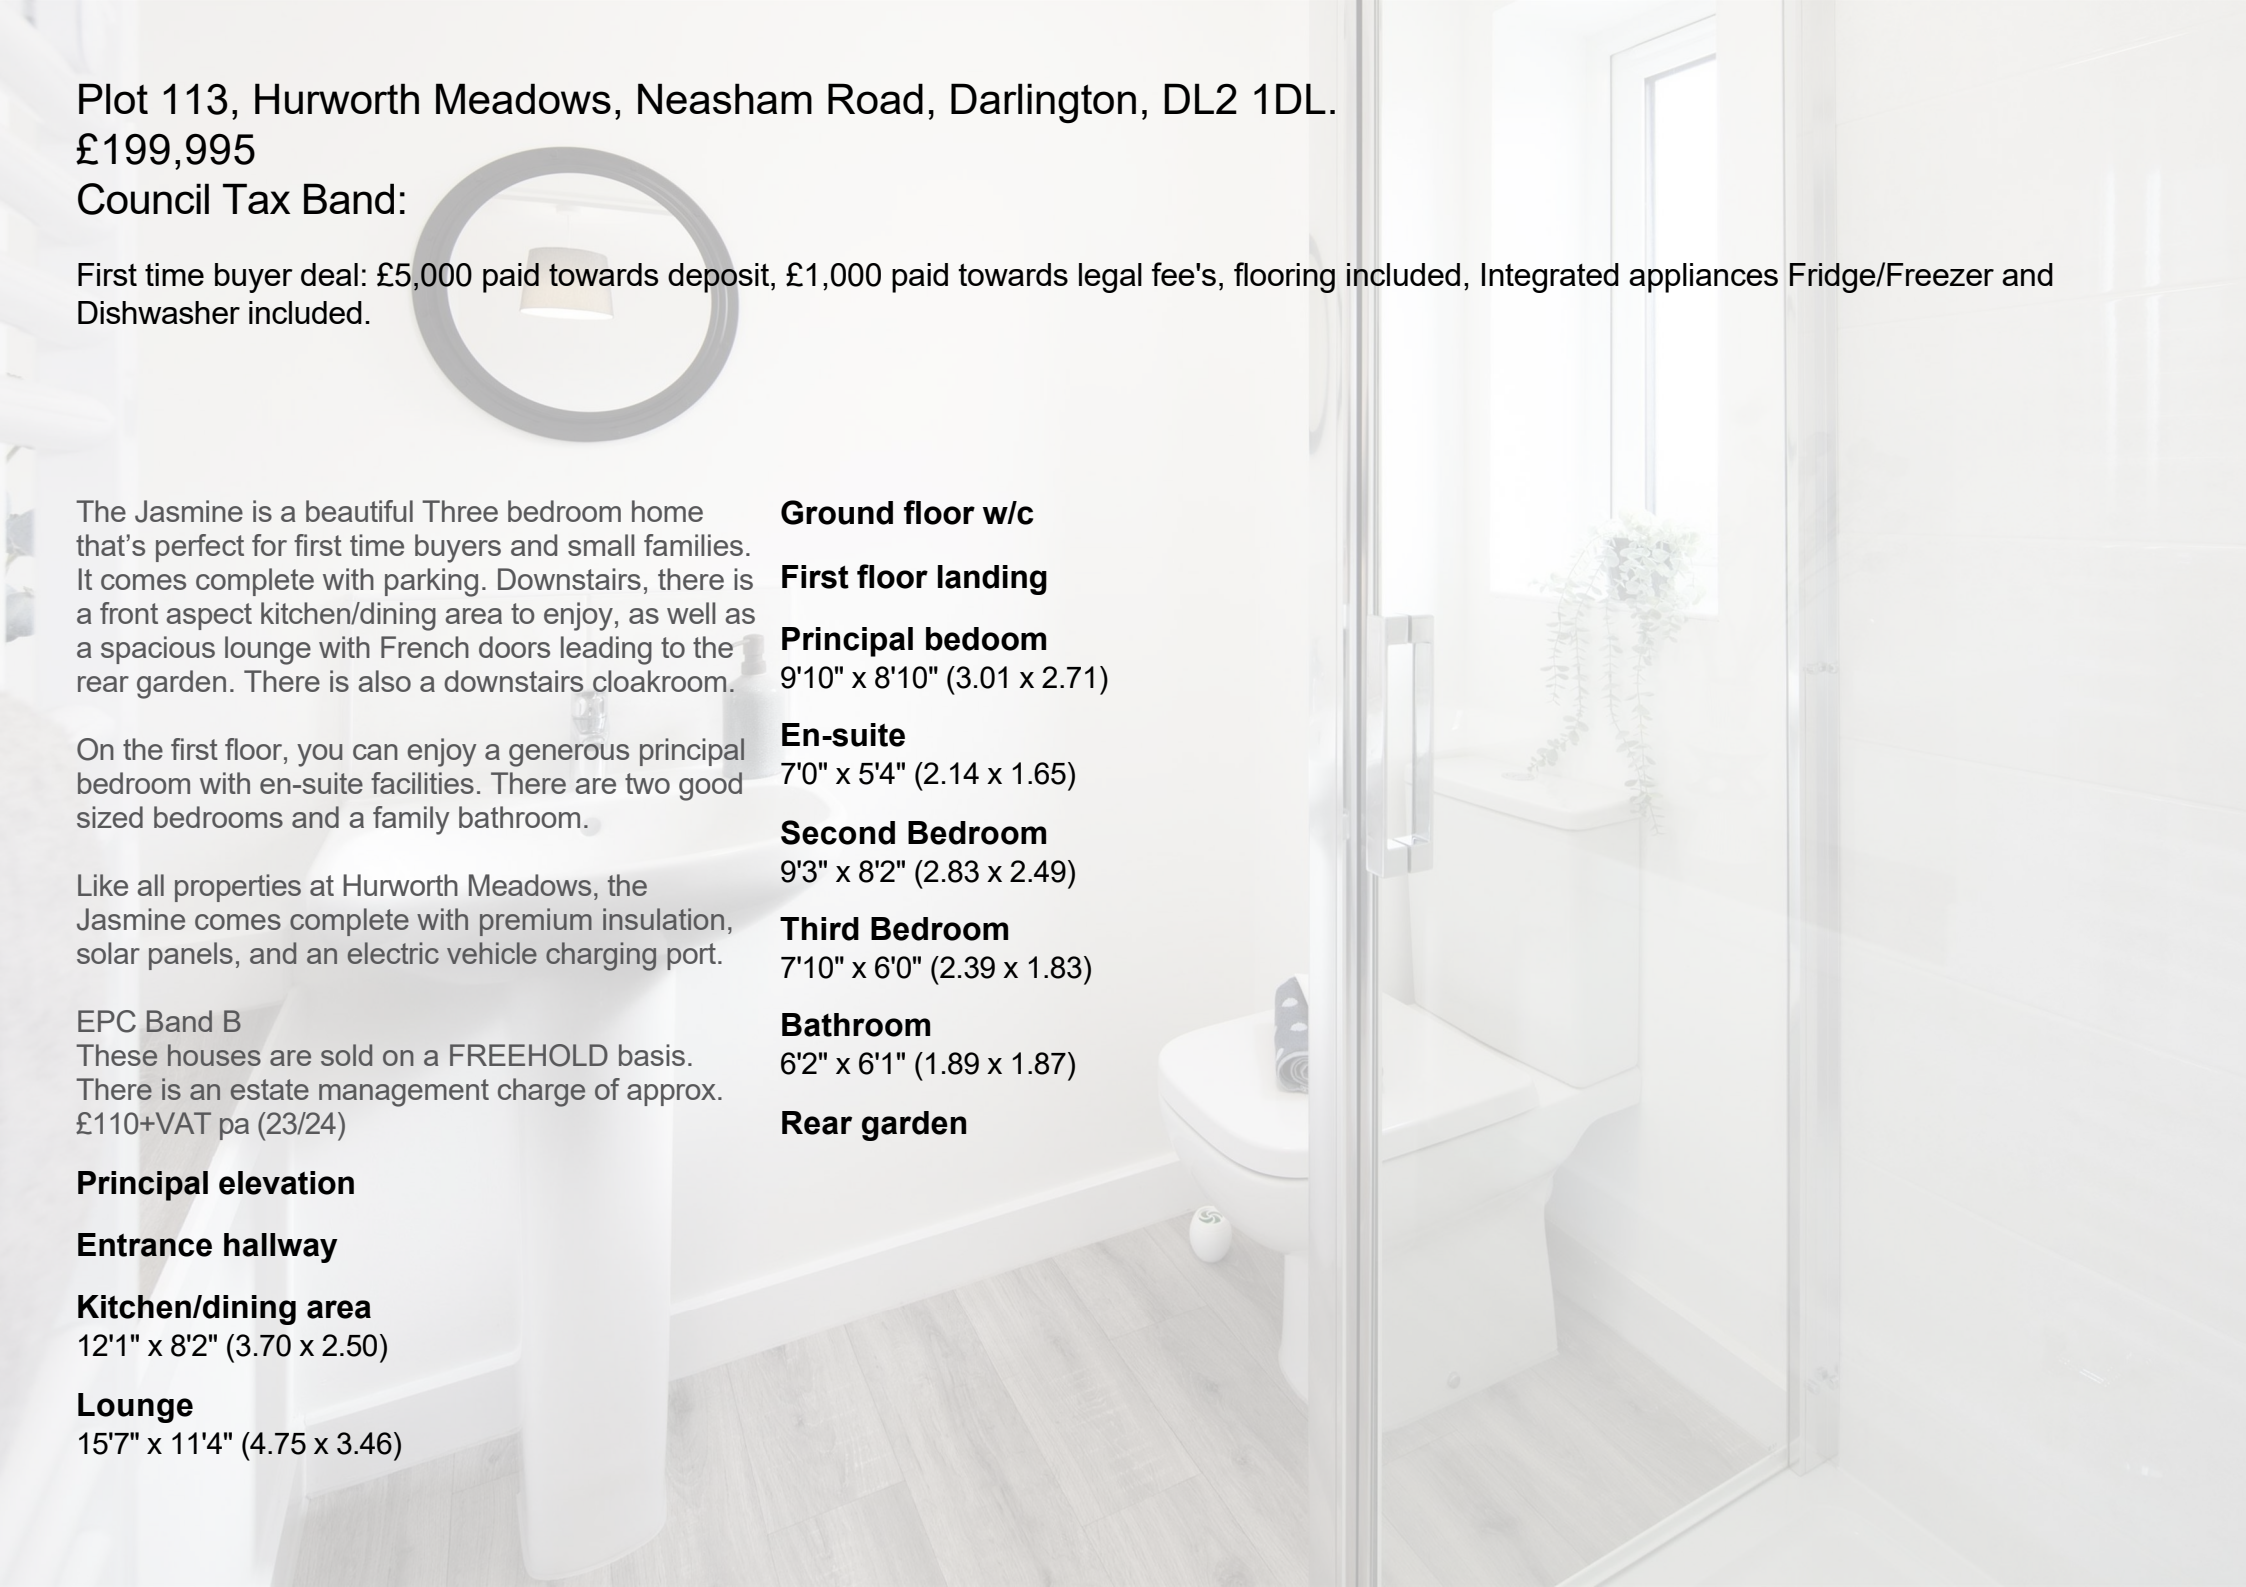 Plot 113, Hurworth Meadows, Neasham Road, Darlington, DL2 1DL.
£199,995
Council Tax Band:
First time buyer deal: £5,000 paid towards deposit, £1,000 paid towards legal fee's, flooring included, Integrated appliances Fridge/Freezer and
Dishwasher included.
The Jasmine is a beautiful Three bedroom home
that’s perfect for first time buyers and small families.
It comes complete with parking. Downstairs, there is
a front aspect kitchen/dining area to enjoy, as well as
a spacious lounge with French doors leading to the
rear garden. There is also a downstairs cloakroom.
On the first floor, you can enjoy a generous principal
bedroom with en-suite facilities. There are two good
sized bedrooms and a family bathroom.
Like all properties at Hurworth Meadows, the
Jasmine comes complete with premium insulation,
solar panels, and an electric vehicle charging port.
EPC Band B
These houses are sold on a FREEHOLD basis.
There is an estate management charge of approx.
£110+VAT pa (23/24)
Principal elevation
Entrance hallway
Kitchen/dining area
12'1" x 8'2" (3.70 x 2.50)
Lounge
15'7" x 11'4" (4.75 x 3.46)
Ground floor w/c
First floor landing
Principal bedoom
9'10" x 8'10" (3.01 x 2.71)
En-suite
7'0" x 5'4" (2.14 x 1.65)
Second Bedroom
9'3" x 8'2" (2.83 x 2.49)
Third Bedroom
7'10" x 6'0" (2.39 x 1.83)
Bathroom
6'2" x 6'1" (1.89 x 1.87)
Rear garden